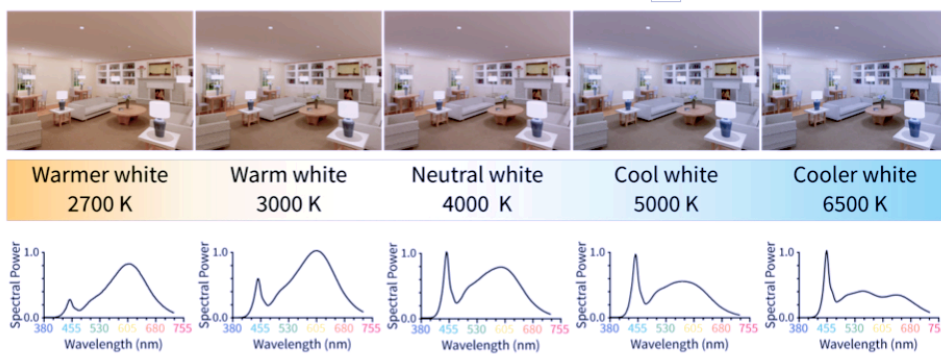 Warmer white
2700 K
Warm white
3000 K
Neutral white
4000 K
Cool white
5000 K
Cooler white
6500 K
Spectral Power
1.0
0.0
380 455 530 605 680 755
Wavelength (nm)
Spectral Power
1.0
0.0
380 455 530 605 680 755
Wavelength (nm)
Spectral Power
1.0
0.0
380 455 530 605 680 755
Wavelength (nm)
Spectral Power
1.0
0.0
380 455 530 605 680 755
Wavelength (nm)
Spectral Power
1.0
0.0
380 455 530 605 680 75
Wavelength (nm)